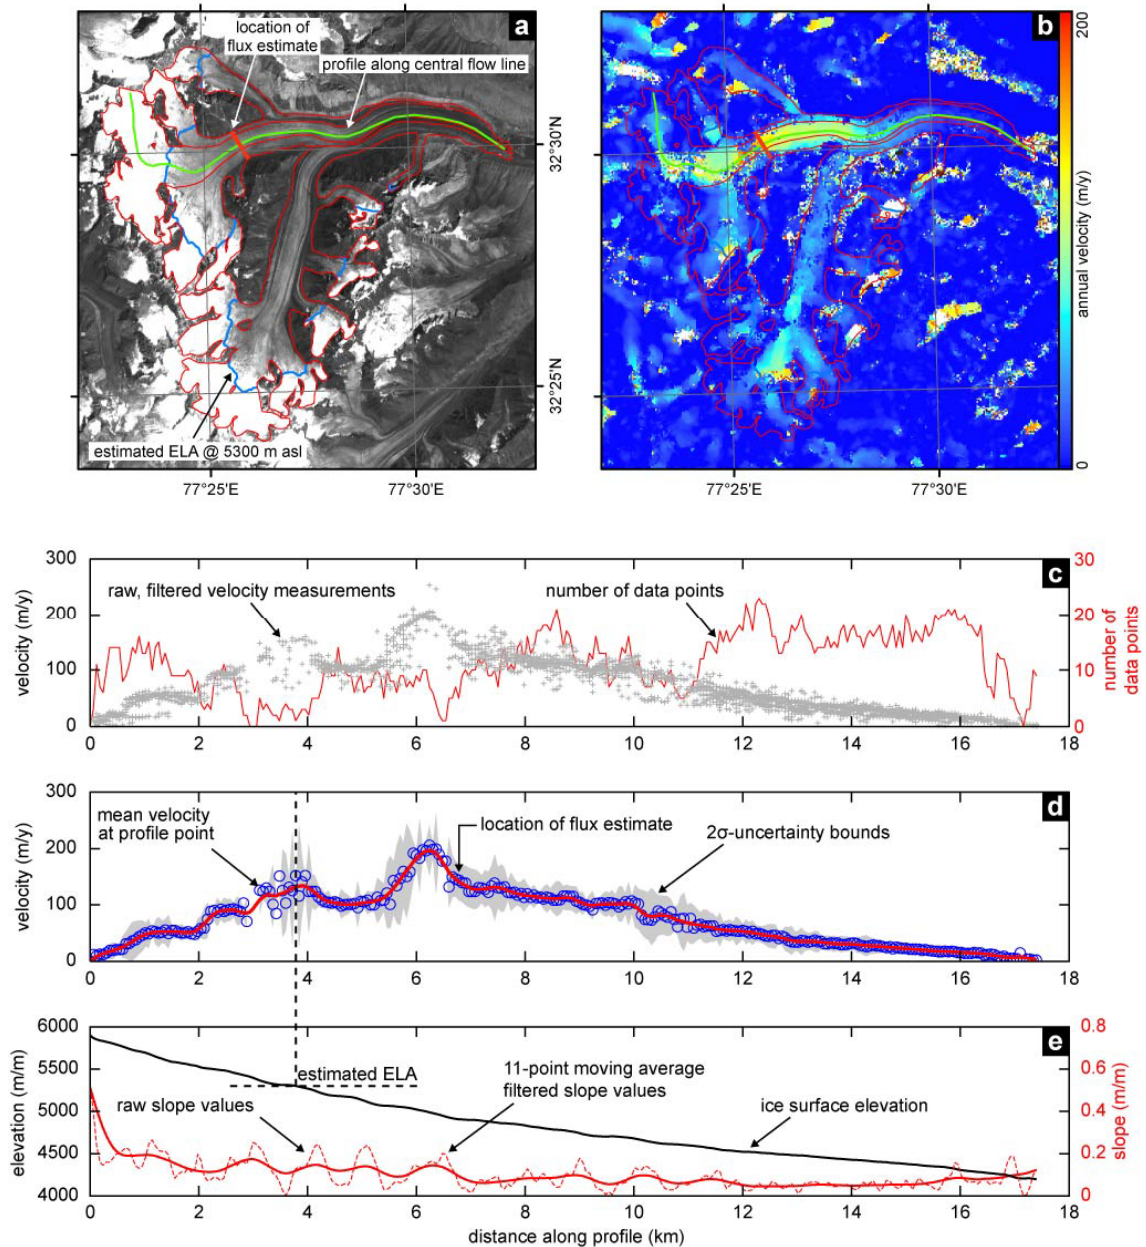 a
location of
flux estimate
profile along central flow line
32°30'N
32°25'N
estimated ELA @ 5300 m asl
77°25'E
77°30'E
b
200
annual velocity (m/y)
0
77°25'E
77°30'E
c
300
200
100
0
velocity (m/y)
raw, filtered velocity measurements
number of data points
30
20
10
0
number of
data points
0 2 4 6 8 10 12 14 16 18
d
300
200
100
0
velocity (m/y)
mean velocity
at profile point
location of flux estimate
2σ-uncertainty bounds
0 2 4 6 8 10 12 14 16 18
e
6000
5500
5000
4500
4000
elevation (m/m)
estimated ELA
raw slope values
11-point moving average
filtered slope values
ice surface elevation
0.8
0.6
0.4
0.2
0
slope (m/m)
0 2 4 6 8 10 12 14 16 18
distance along profile (km)